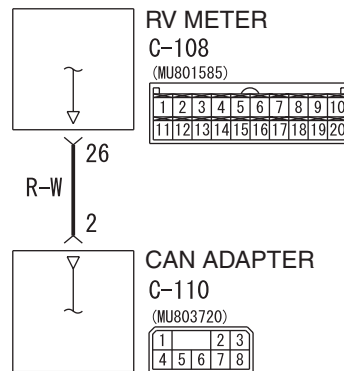 RV METER
C-108
(MU801585)
1 2 3 4 5 6 7 8 9 10
11 12 13 14 15 16 17 18 19 20
26
R-W
2
CAN ADAPTER
C-110
(MU803720)
1 2 3
4 5 6 7 8